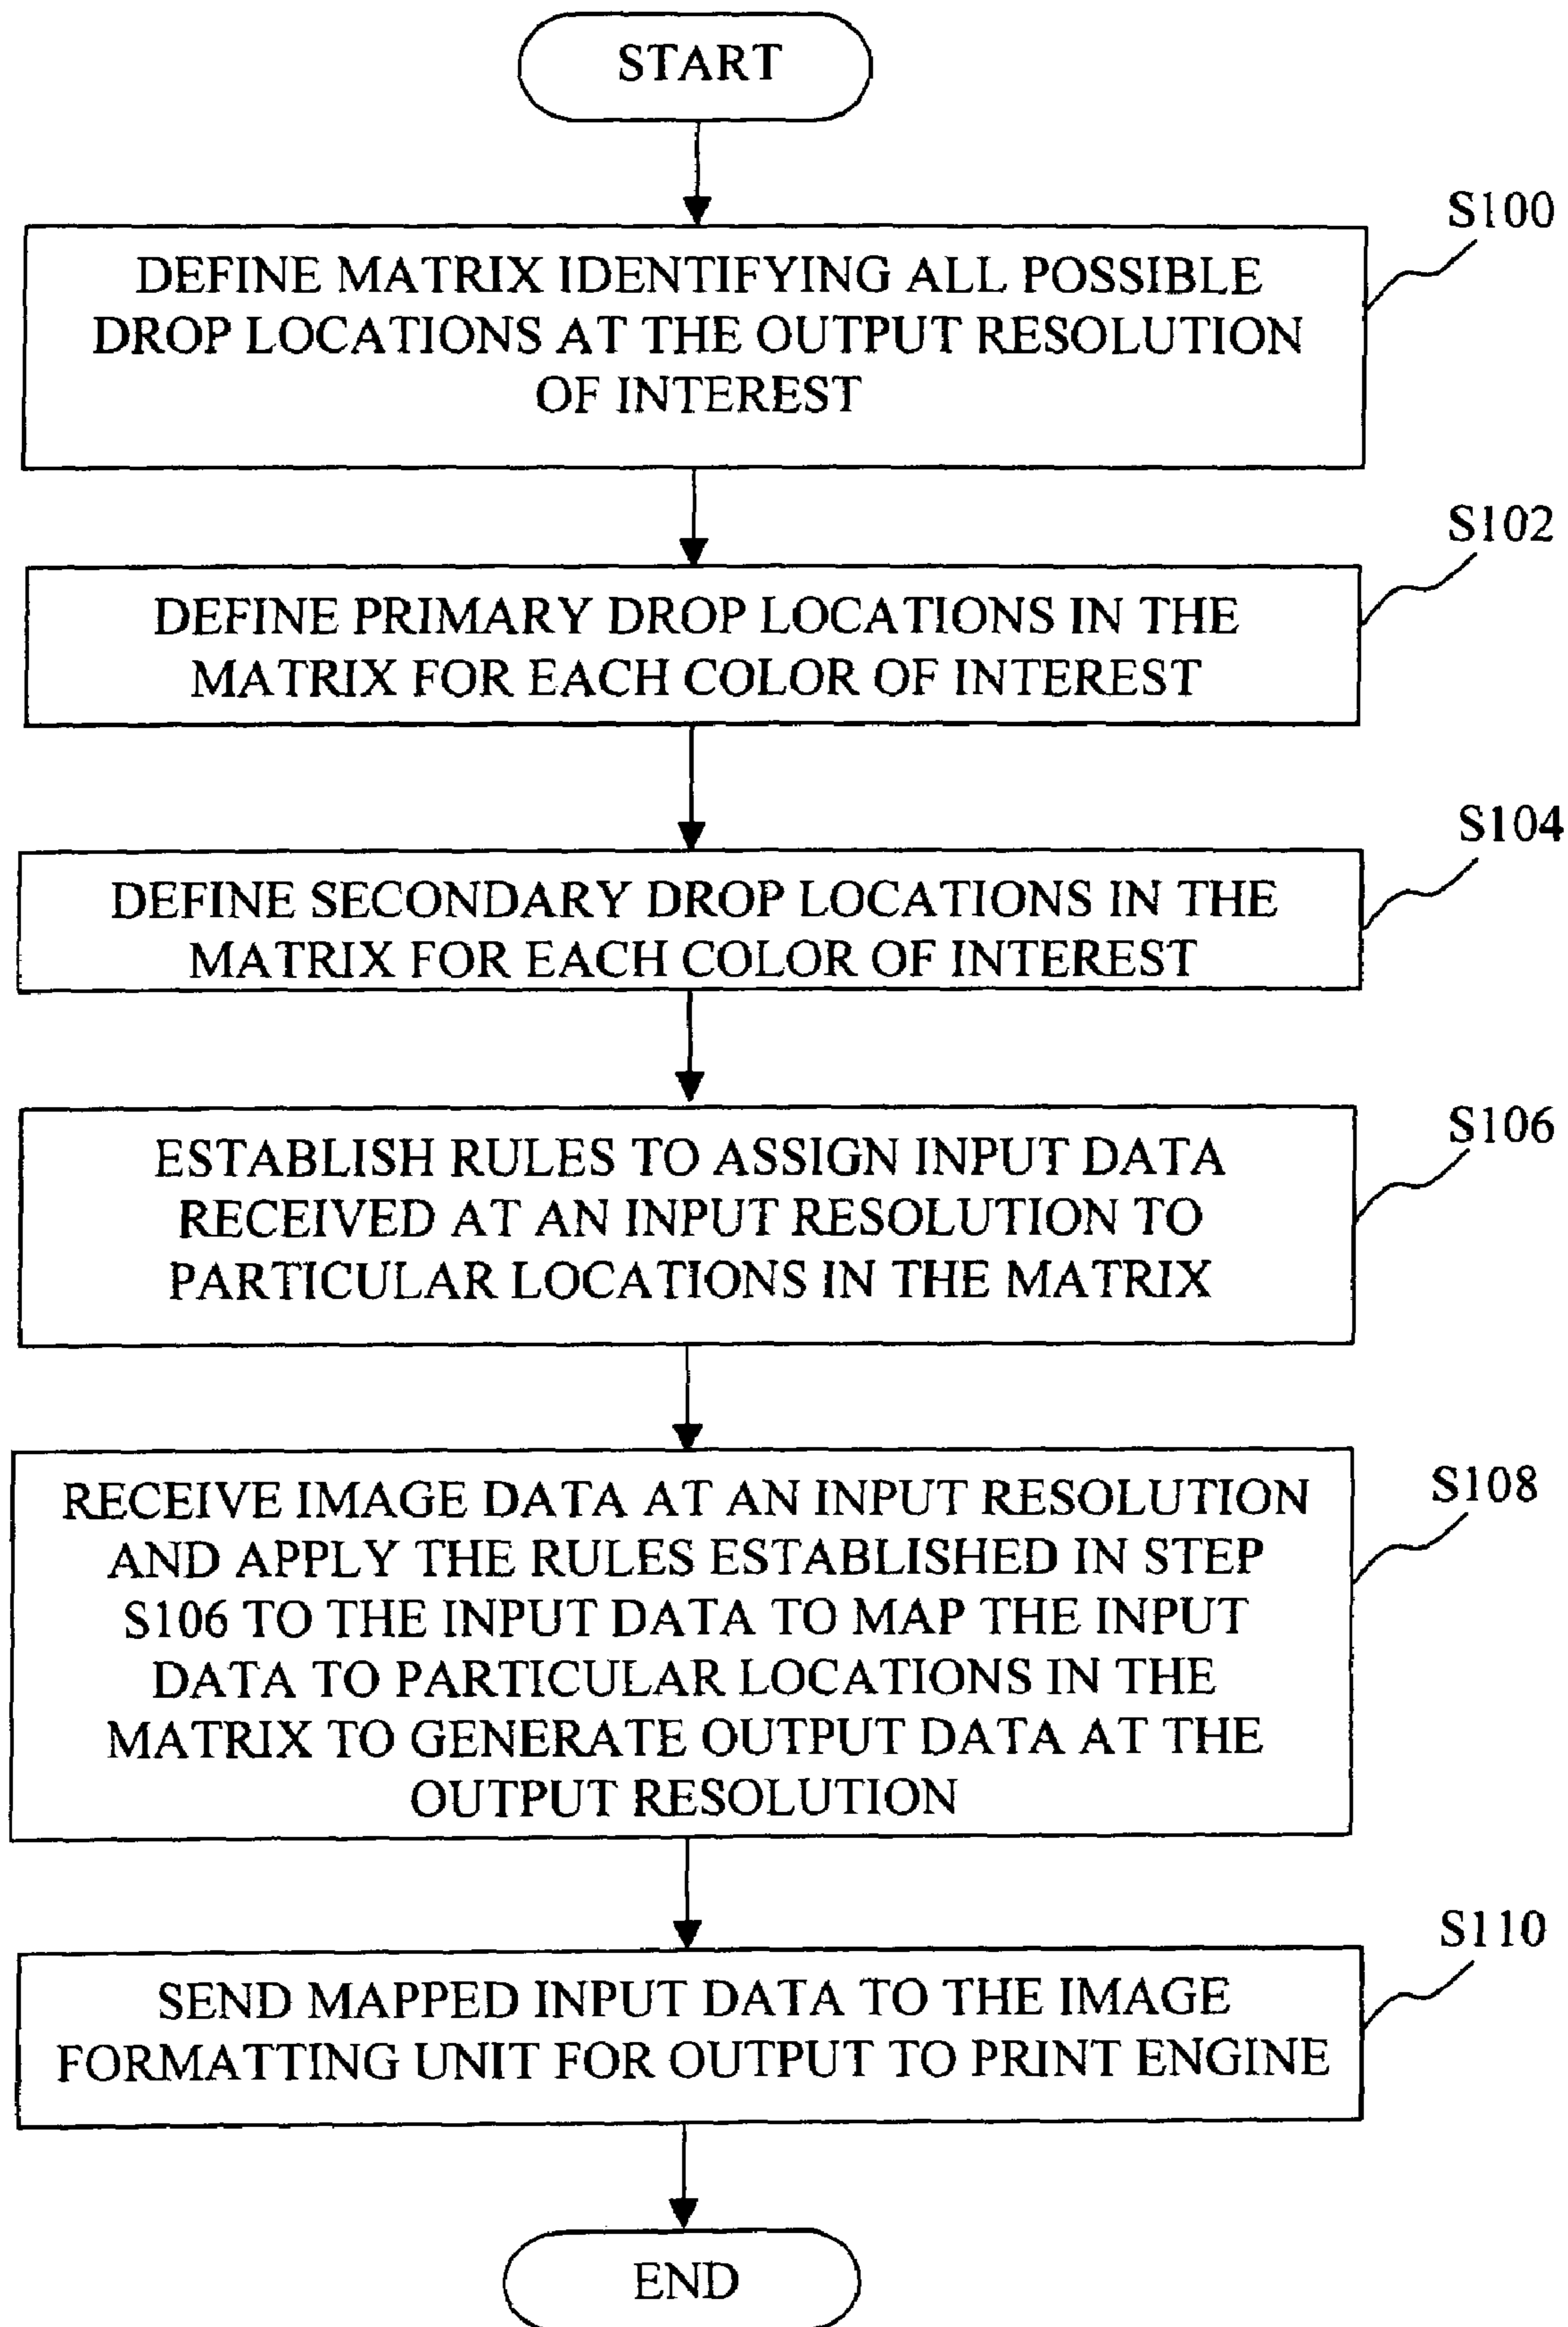 START
S100
DEFINE MATRIX IDENTIFYING ALL POSSIBLE
DROP LOCATIONS AT THE OUTPUT RESOLUTION
OF INTEREST
S102
DEFINE PRIMARY DROP LOCATIONS IN THE
MATRIX FOR EACH COLOR OF INTEREST
S104
DEFINE SECONDARY DROP LOCATIONS IN THE
MATRIX FOR EACH COLOR OF INTEREST
S106
ESTABLISH RULES TO ASSIGN INPUT DATA
RECEIVED AT AN INPUT RESOLUTION TO
PARTICULAR LOCATIONS IN THE MATRIX
S108
RECEIVE IMAGE DATA AT AN INPUT RESOLUTION
AND APPLY THE RULES ESTABLISHED IN STEP
S106 TO THE INPUT DATA TO MAP THE INPUT
DATA TO PARTICULAR LOCATIONS IN THE
MATRIX TO GENERATE OUTPUT DATA AT THE
OUTPUT RESOLUTION
S110
SEND MAPPED INPUT DATA TO THE IMAGE
FORMATTING UNIT FOR OUTPUT TO PRINT ENGINE
END